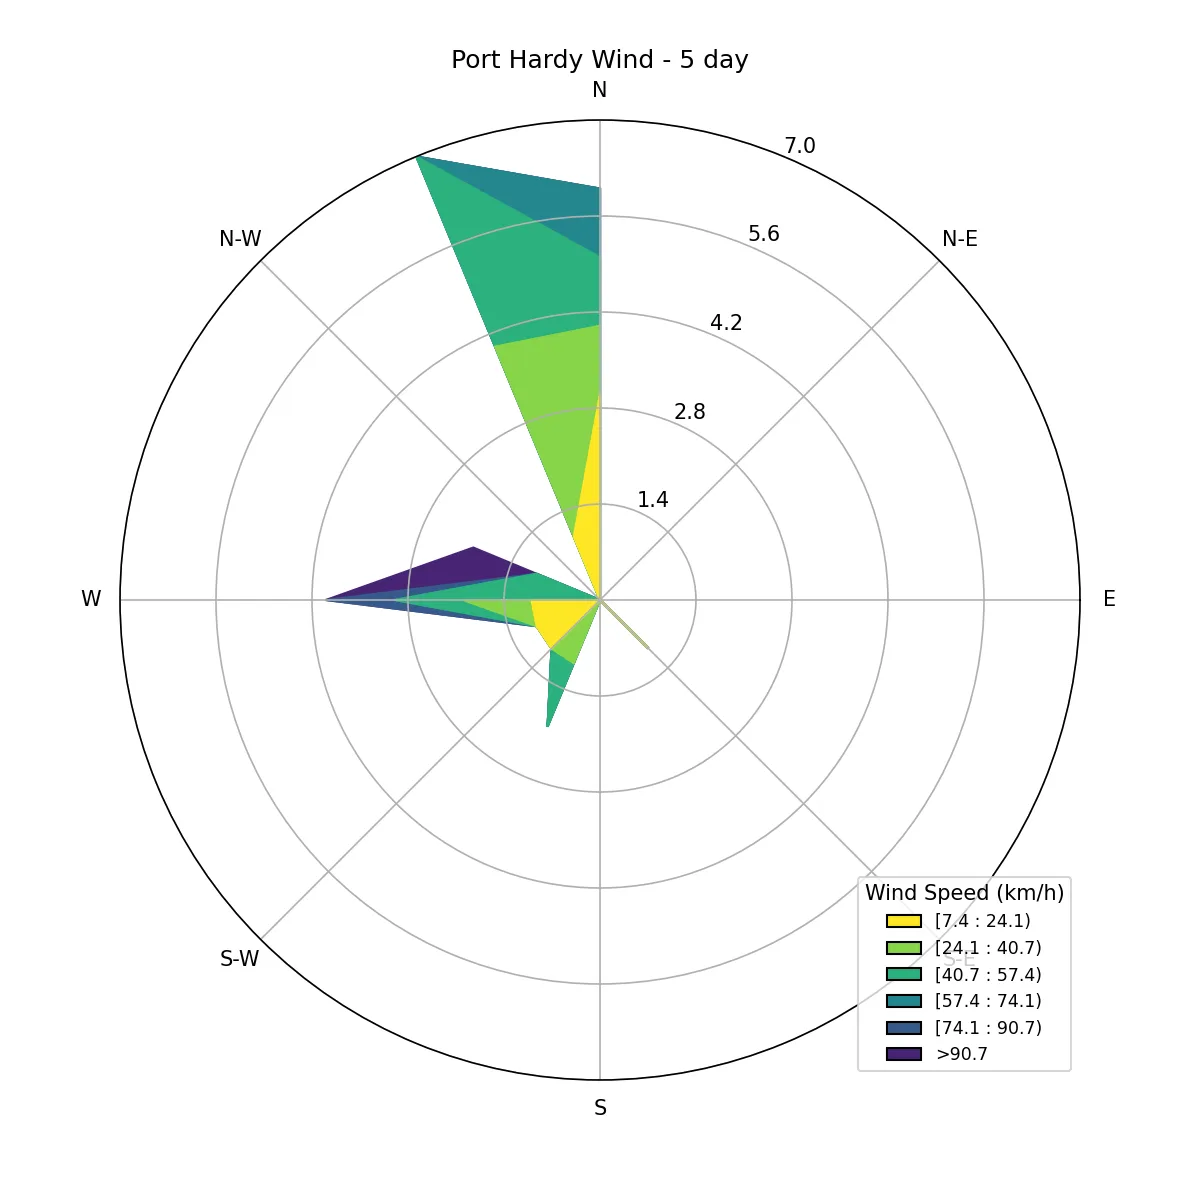 Port Hardy Wind - 5 day
N
7.0
N-W
N-E
5.6
4.2
2.8
1.4
W
E
Wind Speed (km/h)
[7.4 : 24.1)
[24.1 : 40.7)
[40.7 : 57.4)
[57.4 : 74.1)
[74.1 : 90.7)
>90.7
S-W
S-E
S